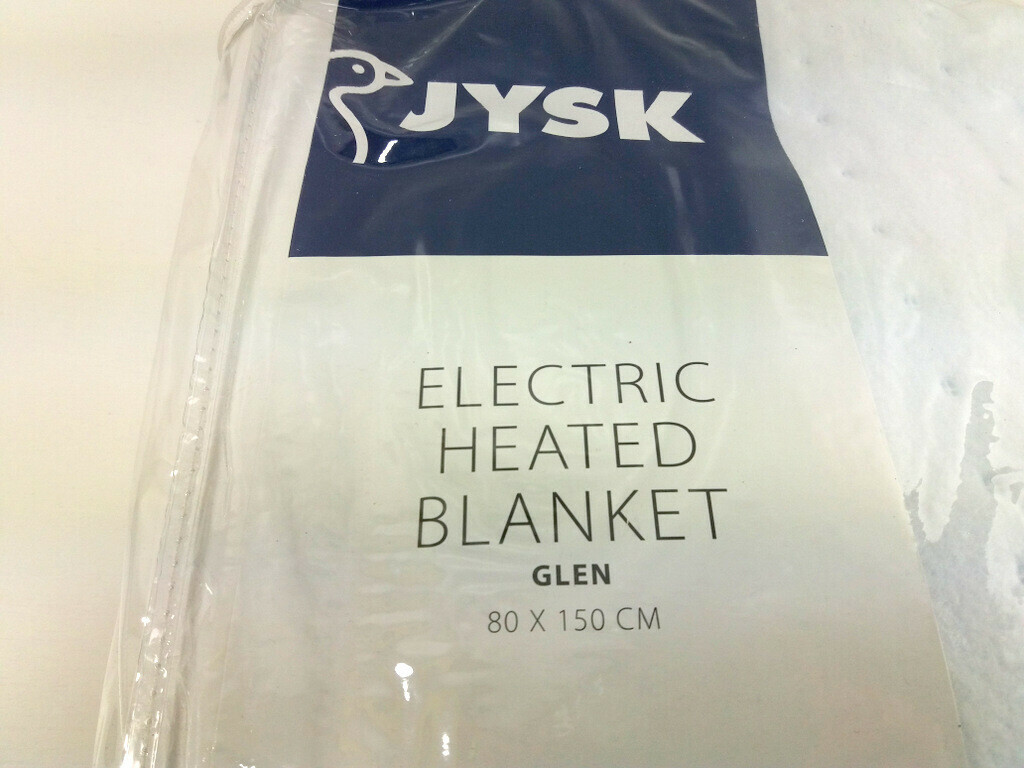 JYSK
ELECTRIC
HEATED
BLANKET
GLEN
80 X 150 CM